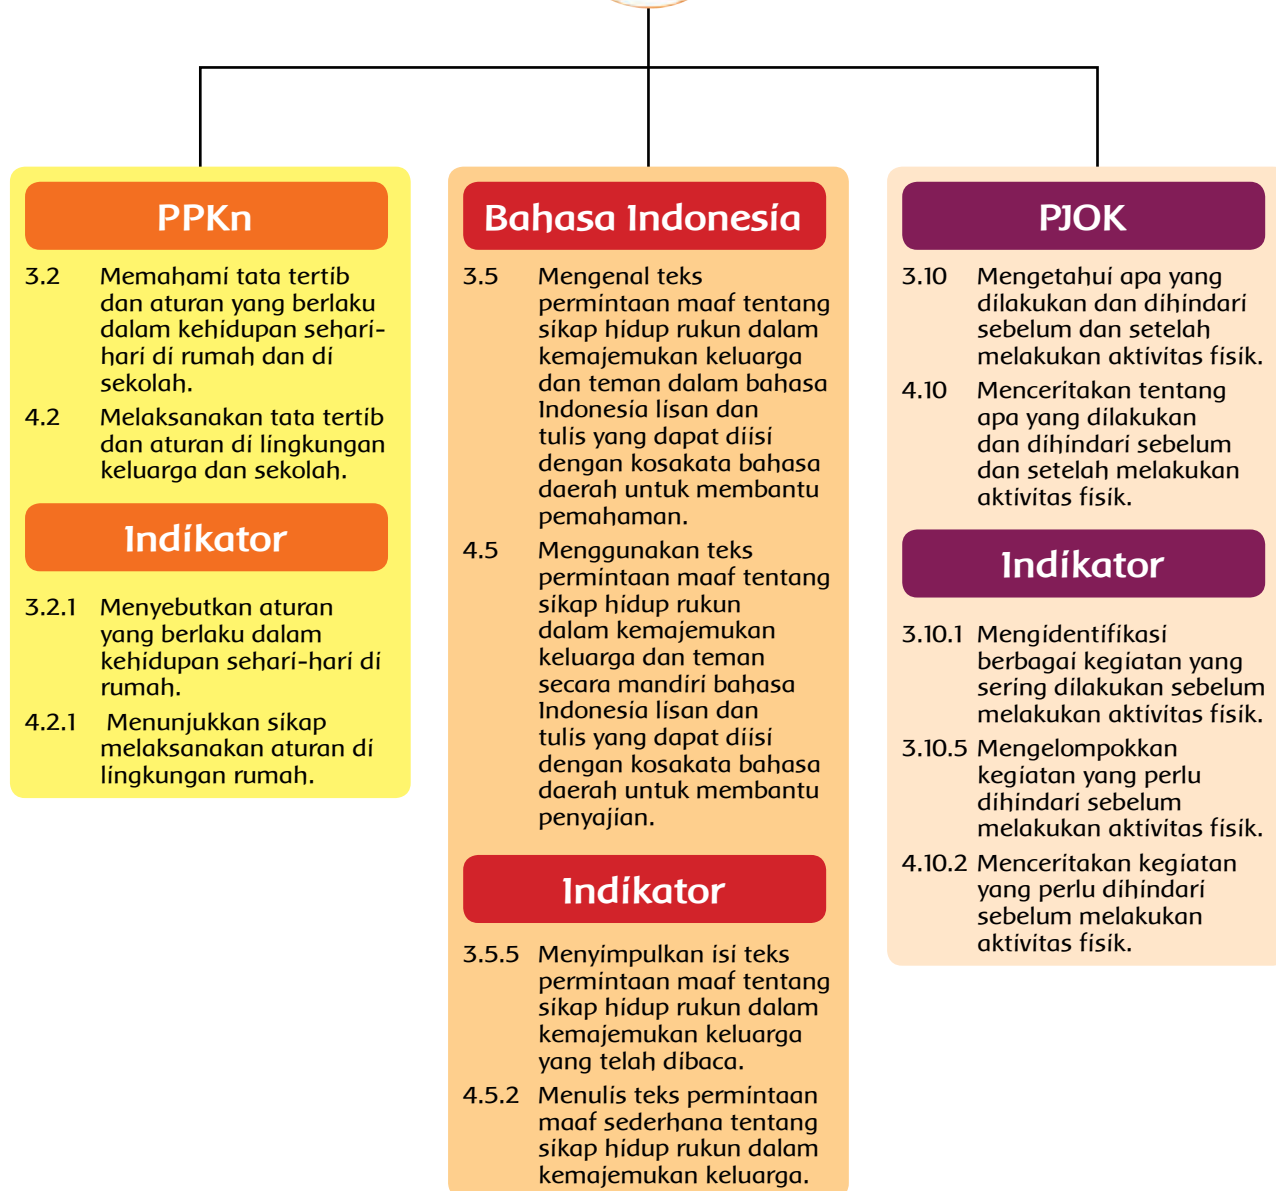 PPKn
3.2 Memahami tata tertib
dan aturan yang berlaku
dalam kehidupan sehari-
hari di rumah dan di
sekolah.
4.2 Melaksanakan tata tertib
dan aturan di lingkungan
keluarga dan sekolah.
Indikator
3.2.1 Menyebutkan aturan
yang berlaku dalam
kehidupan sehari-hari di
rumah.
4.2.1 Menunjukkan sikap
melaksanakan aturan di
lingkungan rumah.
Bahasa Indonesia
3.5 Mengenal teks
permintaan maaf tentang
sikap hidup rukun dalam
kemajemukan keluarga
dan teman dalam bahasa
Indonesia lisan dan
tulis yang dapat diisi
dengan kosakata bahasa
daerah untuk membantu
pemahaman.
4.5 Menggunakan teks
permintaan maaf tentang
sikap hidup rukun
dalam kemajemukan
keluarga dan teman
secara mandiri bahasa
Indonesia lisan dan
tulis yang dapat diisi
dengan kosakata bahasa
daerah untuk membantu
penyajian.
Indikator
3.5.5 Menyimpulkan isi teks
permintaan maaf tentang
sikap hidup rukun dalam
kemajemukan keluarga
yang telah dibaca.
4.5.2 Menulis teks permintaan
maaf sederhana tentang
sikap hidup rukun dalam
kemajemukan keluarga.
PJOK
3.10 Mengetahui apa yang
dilakukan dan dihindari
sebelum dan setelah
melakukan aktivitas fisik.
4.10 Menceritakan tentang
apa yang dilakukan
dan dihindari sebelum
dan setelah melakukan
aktivitas fisik.
Indikator
3.10.1 Mengidentifikasi
berbagai kegiatan yang
sering dilakukan sebelum
melakukan aktivitas fisik.
3.10.5 Mengelompokkan
kegiatan yang perlu
dihindari sebelum
melakukan aktivitas fisik.
4.10.2 Menceritakan kegiatan
yang perlu dihindari
sebelum melakukan
aktivitas fisik.